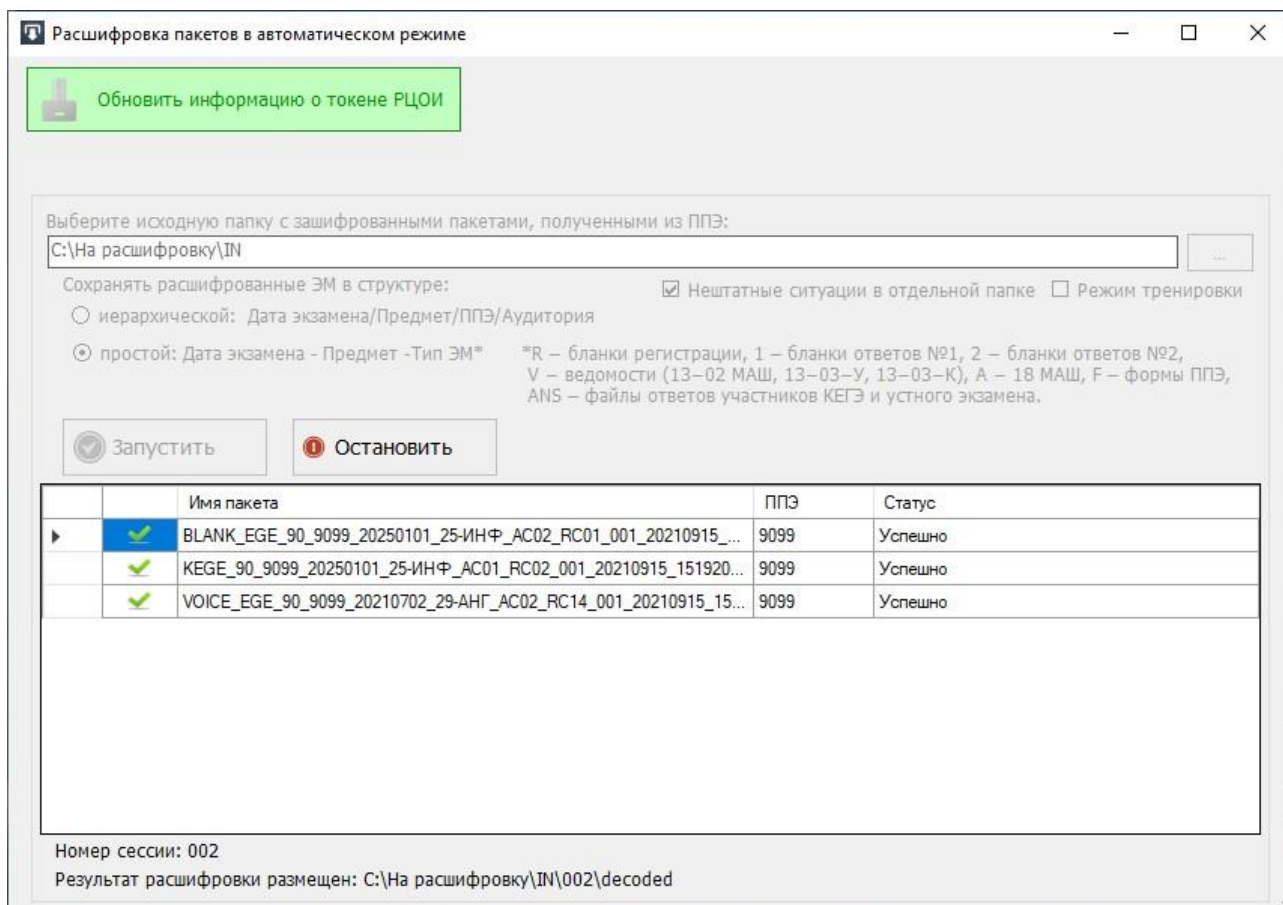 Расшифровка пакетов в автоматическом режиме
Обновить информацию о токене РЦОИ
Выберите исходную папку с зашифрованными пакетами, полученными из ППЭ:
C:\На расшифровку\IN
...
Сохранять расшифрованные ЭМ в структуре:
Нештатные ситуации в отдельной папке Режим тренировки
иерархической: Дата экзамена/Предмет/ППЭ/Аудитория
простой: Дата экзамена - Предмет -Тип ЭМ* *R – бланки регистрации, 1 – бланки ответов №1, 2 – бланки ответов №2,
V – ведомости (13–02 МАШ, 13–03–У, 13–03–К), A – 18 МАШ, F – формы ППЭ,
ANS – файлы ответов участников КЕГЭ и устного экзамена.
Запустить Остановить
Имя пакета ППЭ Статус
BLANK_EGE_90_9099_20250101_25-ИНФ_AC02_RC01_001_20210915_... 9099 Успешно
KEGE_90_9099_20250101_25-ИНФ_AC01_RC02_001_20210915_151920... 9099 Успешно
VOICE_EGE_90_9099_20210702_29-АНГ_AC02_RC14_001_20210915_15... 9099 Успешно
Номер сессии: 002
Результат расшифровки размещен: C:\На расшифровку\IN\002\decoded